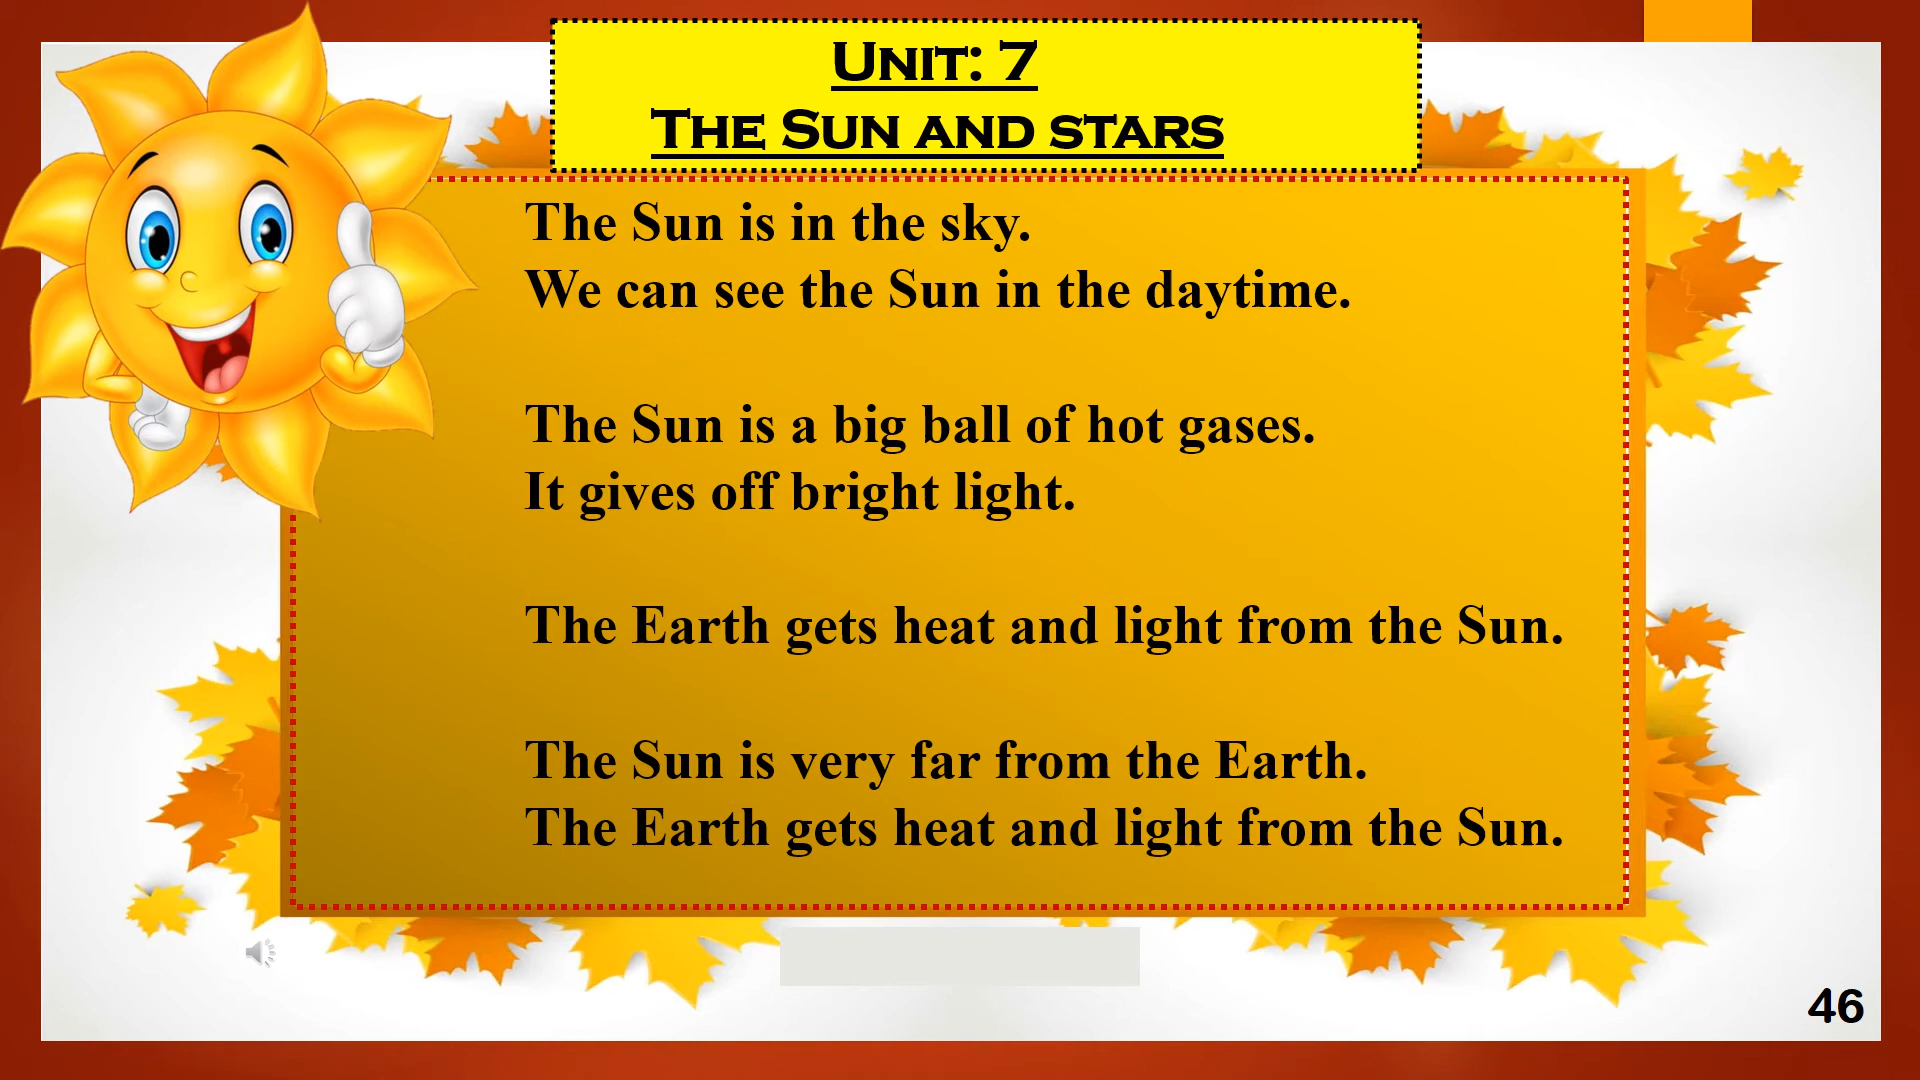 Unit: 7
The Sun and stars
The Sun is in the sky.
We can see the Sun in the daytime.
The Sun is a big ball of hot gases.
It gives off bright light.
The Earth gets heat and light from the Sun.
The Sun is very far from the Earth.
The Earth gets heat and light from the Sun.
46